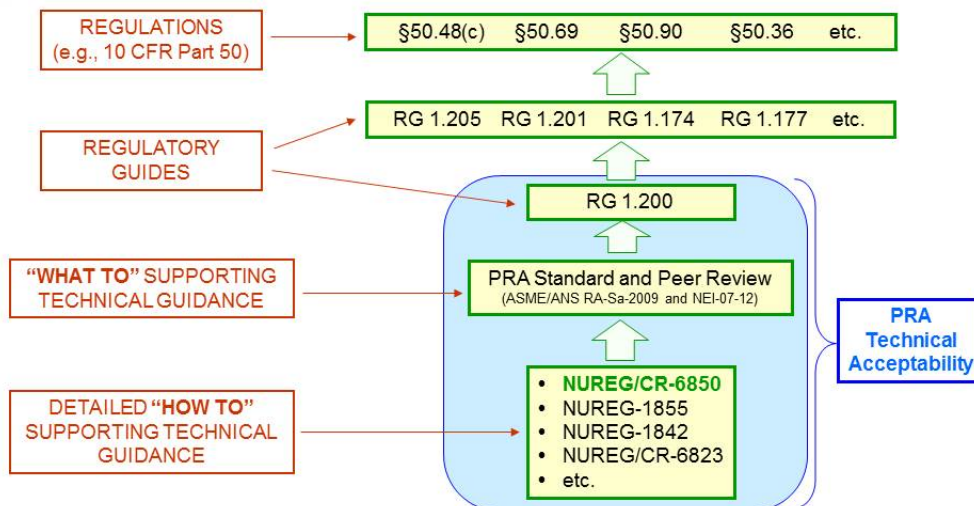 REGULATIONS
(e.g., 10 CFR Part 50)
§50.48(c) §50.69 §50.90 §50.36 etc.
RG 1.205 RG 1.201 RG 1.174 RG 1.177 etc.
REGULATORY
GUIDES
RG 1.200
“WHAT TO” SUPPORTING
TECHNICAL GUIDANCE
PRA Standard and Peer Review
(ASME/ANS RA-Sa-2009 and NEI-07-12)
PRA
Technical
Acceptability
DETAILED “HOW TO”
SUPPORTING TECHNICAL
GUIDANCE
• NUREG/CR-6850
• NUREG-1855
• NUREG-1842
• NUREG/CR-6823
• etc.